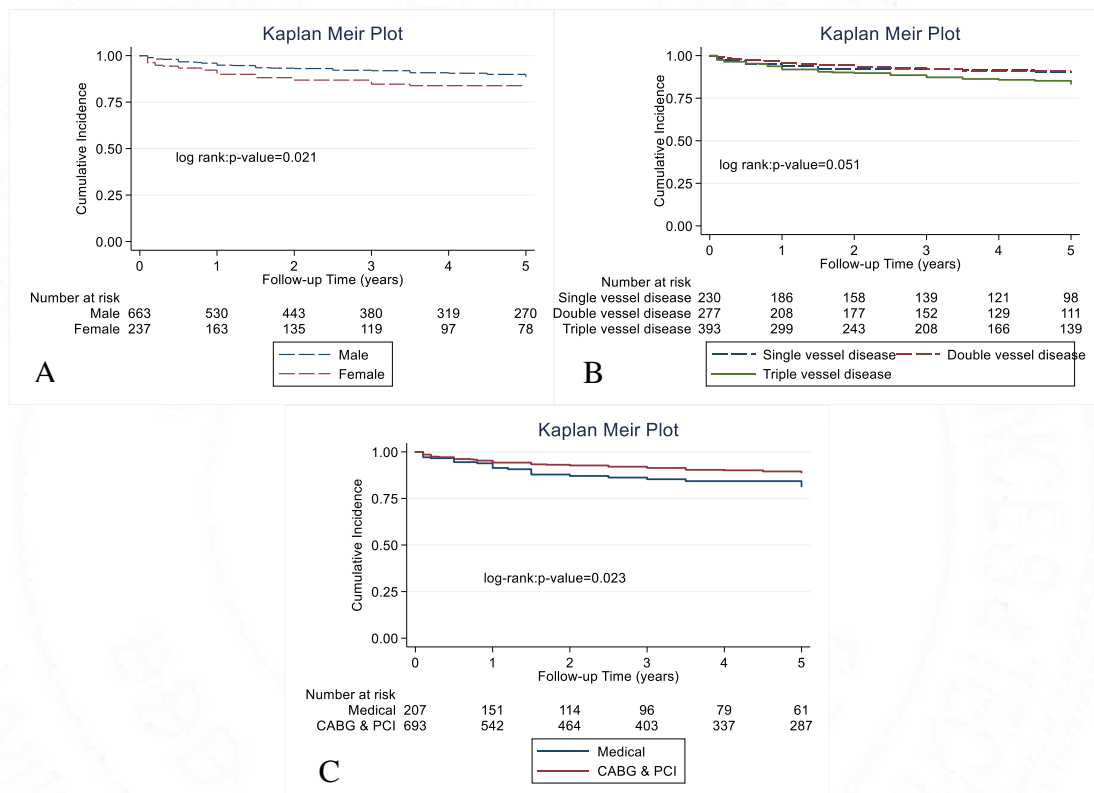 Kaplan Meir Plot
Cumulative Incidence
1.00
0.75
0.50
0.25
0.00
log rank:p-value=0.021
0 1 2 3 4 5
Follow-up Time (years)
Number at risk
Male 663 530 443 380 319 270
Female 237 163 135 119 97 78
Male
Female
A
Kaplan Meir Plot
Cumulative Incidence
1.00
0.75
0.50
0.25
0.00
log rank:p-value=0.051
0 1 2 3 4 5
Follow-up Time (years)
Number at risk
Single vessel disease 230 186 158 139 121 98
Double vessel disease 277 208 177 152 129 111
Triple vessel disease 393 299 243 208 166 139
Single vessel disease Double vessel disease
Triple vessel disease
B
Kaplan Meir Plot
Cumulative Incidence
1.00
0.75
0.50
0.25
0.00
log-rank:p-value=0.023
0 1 2 3 4 5
Follow-up Time (years)
Number at risk
Medical 207 151 114 96 79 61
CABG & PCI 693 542 464 403 337 287
Medical
CABG & PCI
C